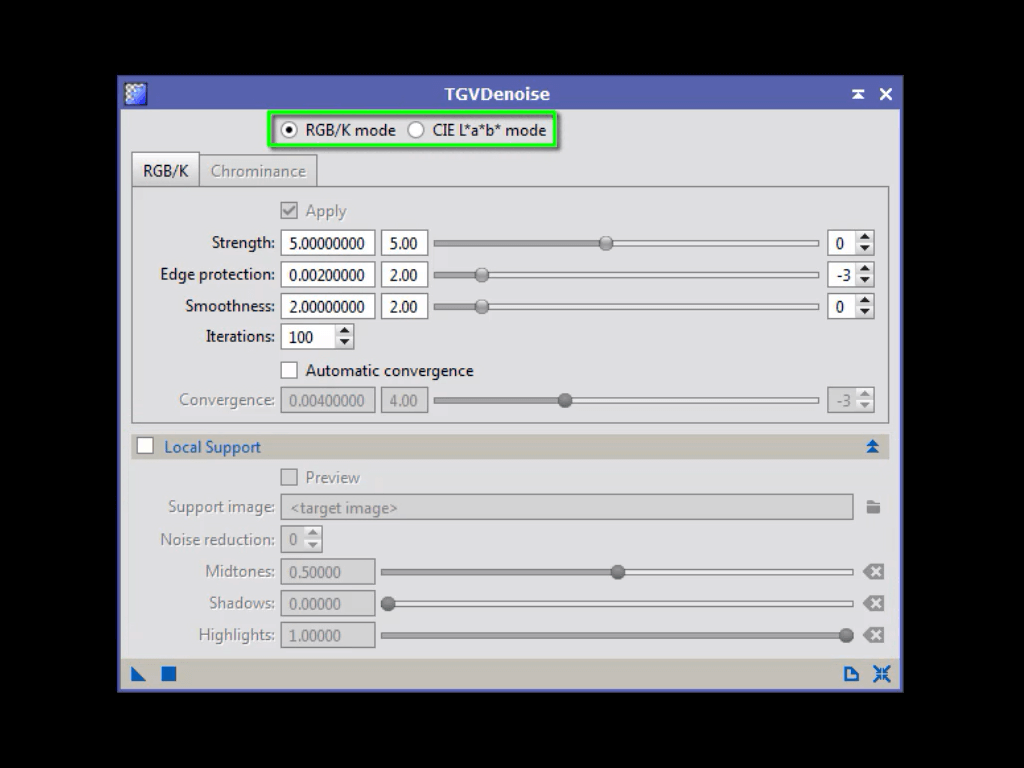 TGVDenoise
RGB/K mode CIE L*a*b* mode
RGB/K Chrominance
Apply
Strength: 5.00000000 5.00 0
Edge protection: 0.00200000 2.00 -3
Smoothness: 2.00000000 2.00 0
Iterations: 100
Automatic convergence
Convergence: 0.00400000 4.00 -3
Local Support
Preview
Support image: <target image>
Noise reduction: 0
Midtones: 0.50000
Shadows: 0.00000
Highlights: 1.00000